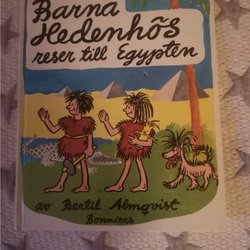 Barna
Hedenhös
reser till Egypten
av Bertil Almqvist
Bonniers